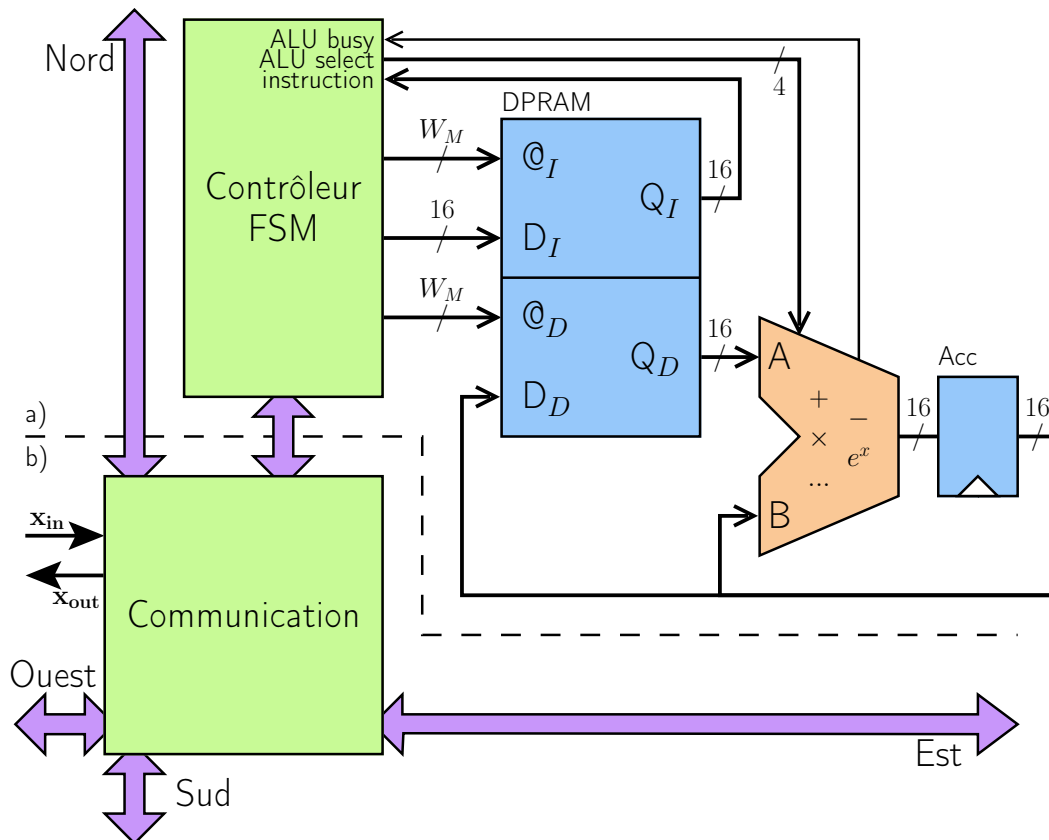 Nord
ALU busy
ALU select
instruction
4
DPRAM
W_M
@_I
16
Q_I
Contrôleur
FSM
16
D_I
W_M
@_D
16
Q_D
A
D_D
Acc
+
−
16
16
×
e^x
...
B
a)
b)
x_in
x_out
Communication
Ouest
Est
Sud